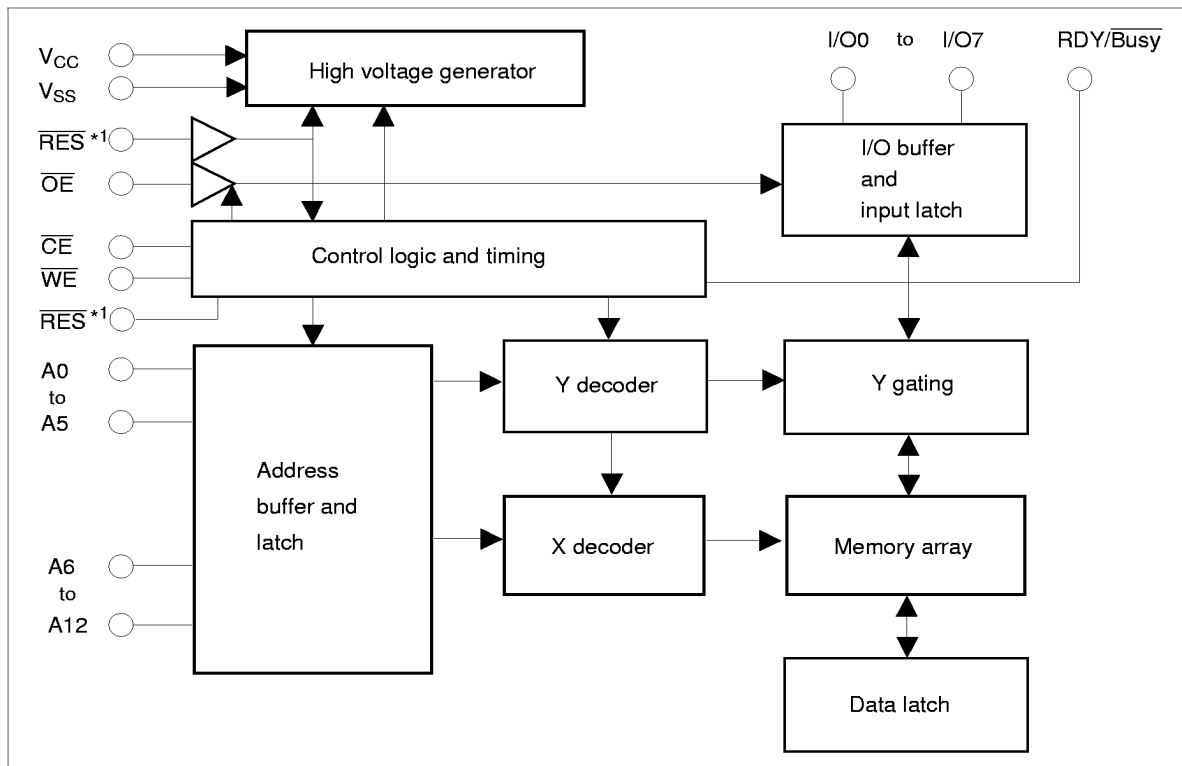 VCC
VSS
RES *1
OE
CE
WE
RES *1
A0
to
A5
A6
to
A12
High voltage generator
I/O0 to I/O7
RDY/Busy
I/O buffer
and
input latch
Control logic and timing
Address
buffer and
latch
Y decoder
Y gating
X decoder
Memory array
Data latch